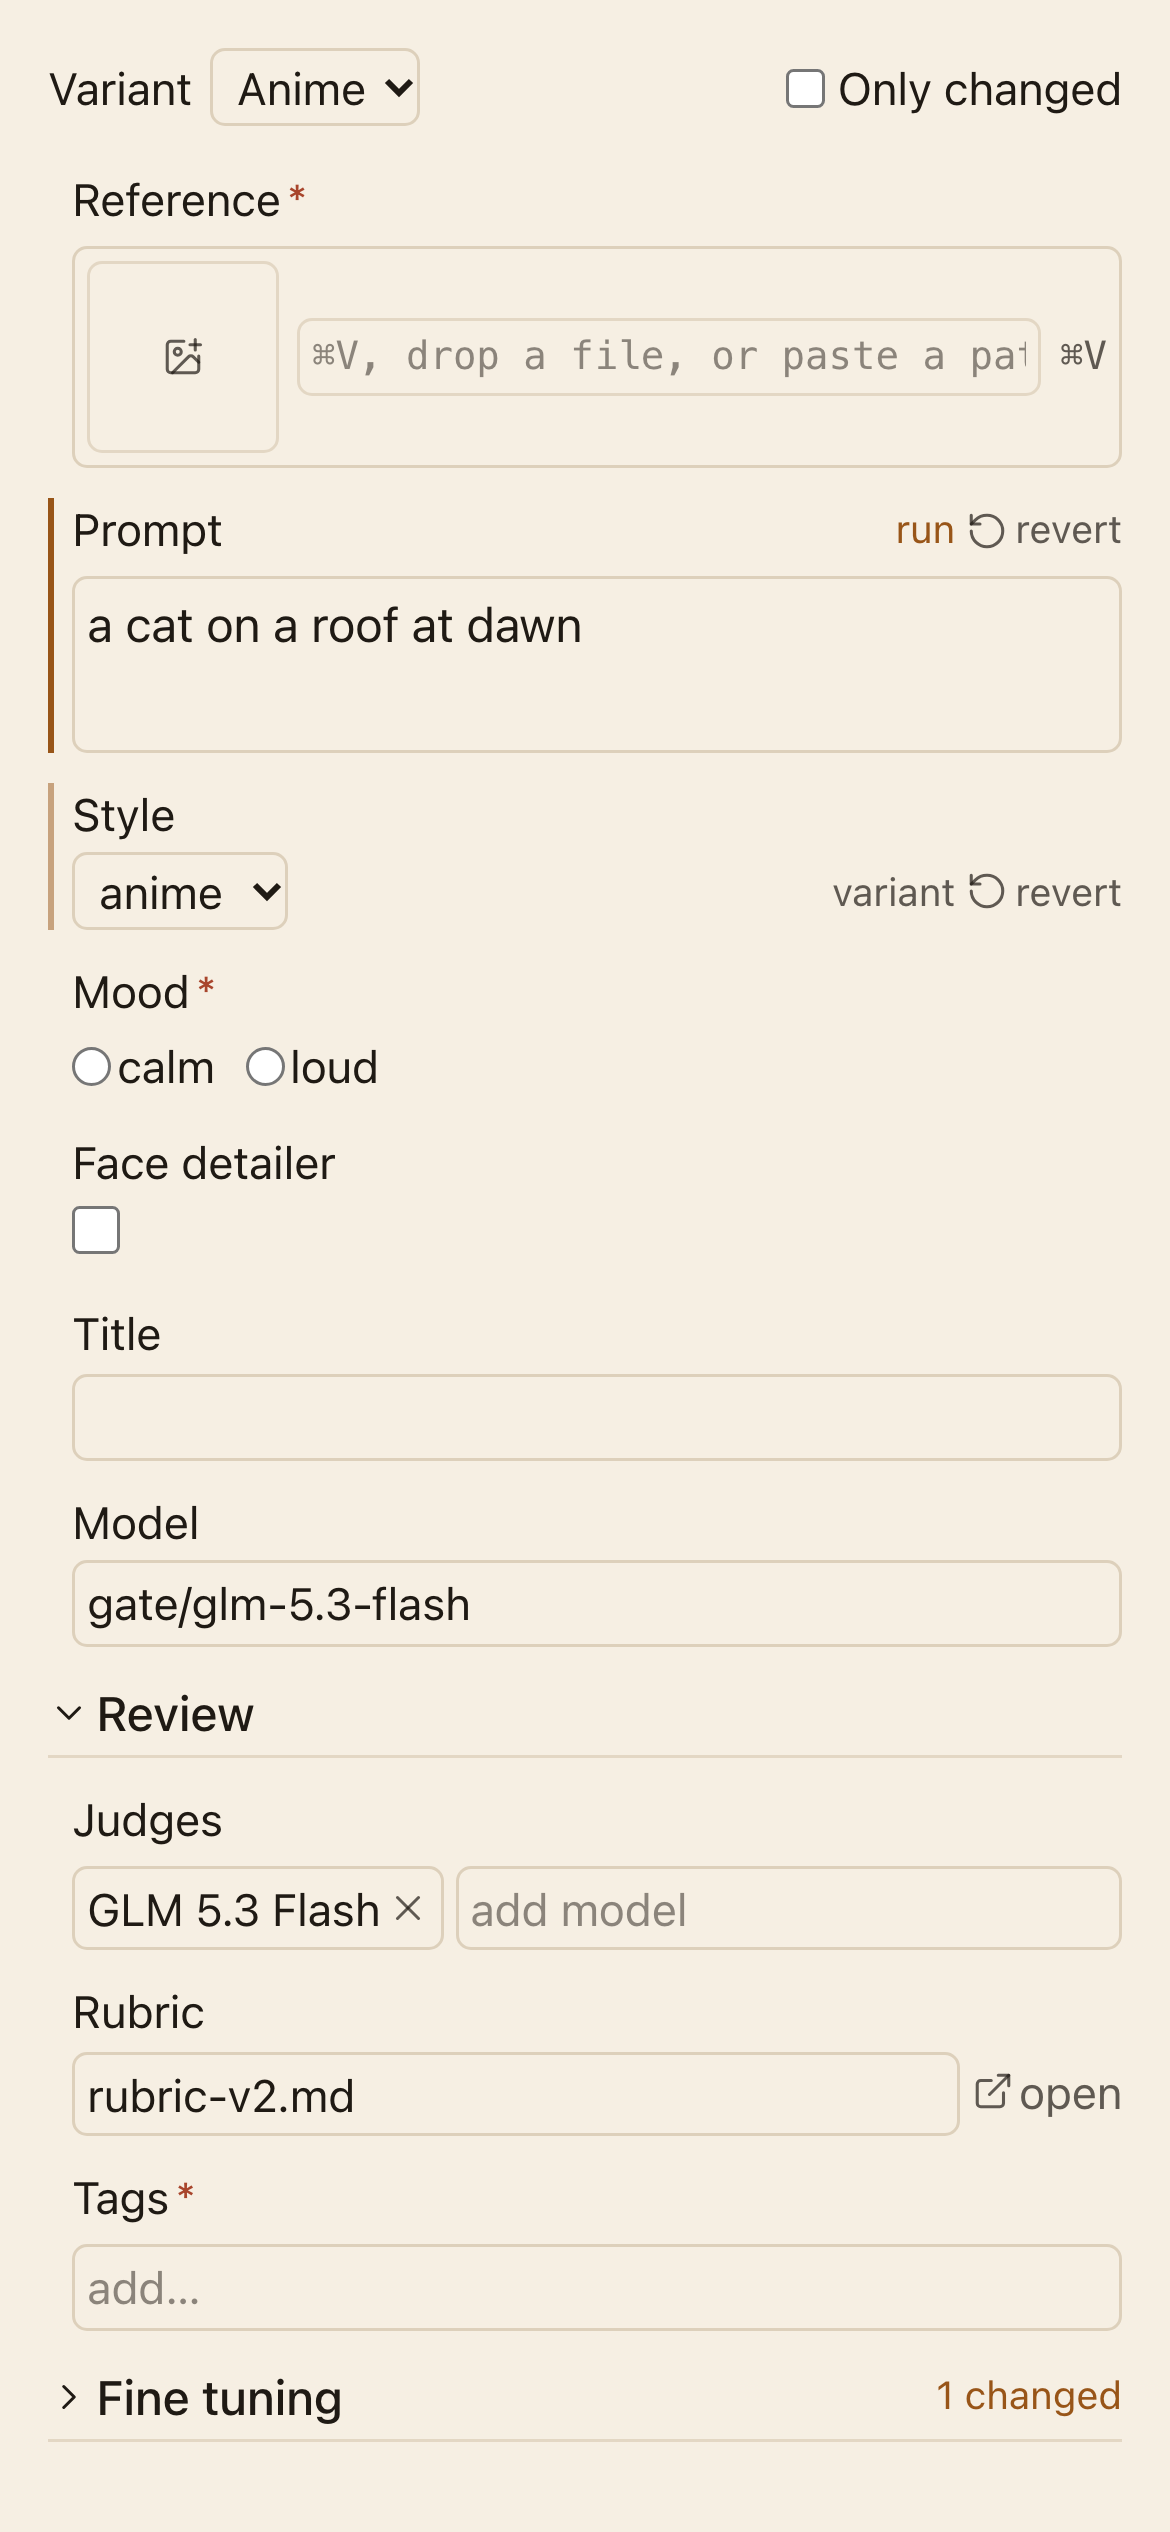 Variant Anime Only changed
Reference *
⌘V, drop a file, or paste a pat ⌘V
Prompt run revert
a cat on a roof at dawn
Style
anime variant revert
Mood *
calm loud
Face detailer
Title
Model
gate/glm-5.3-flash
Review
Judges
GLM 5.3 Flash × add model
Rubric
rubric-v2.md open
Tags *
add...
Fine tuning 1 changed